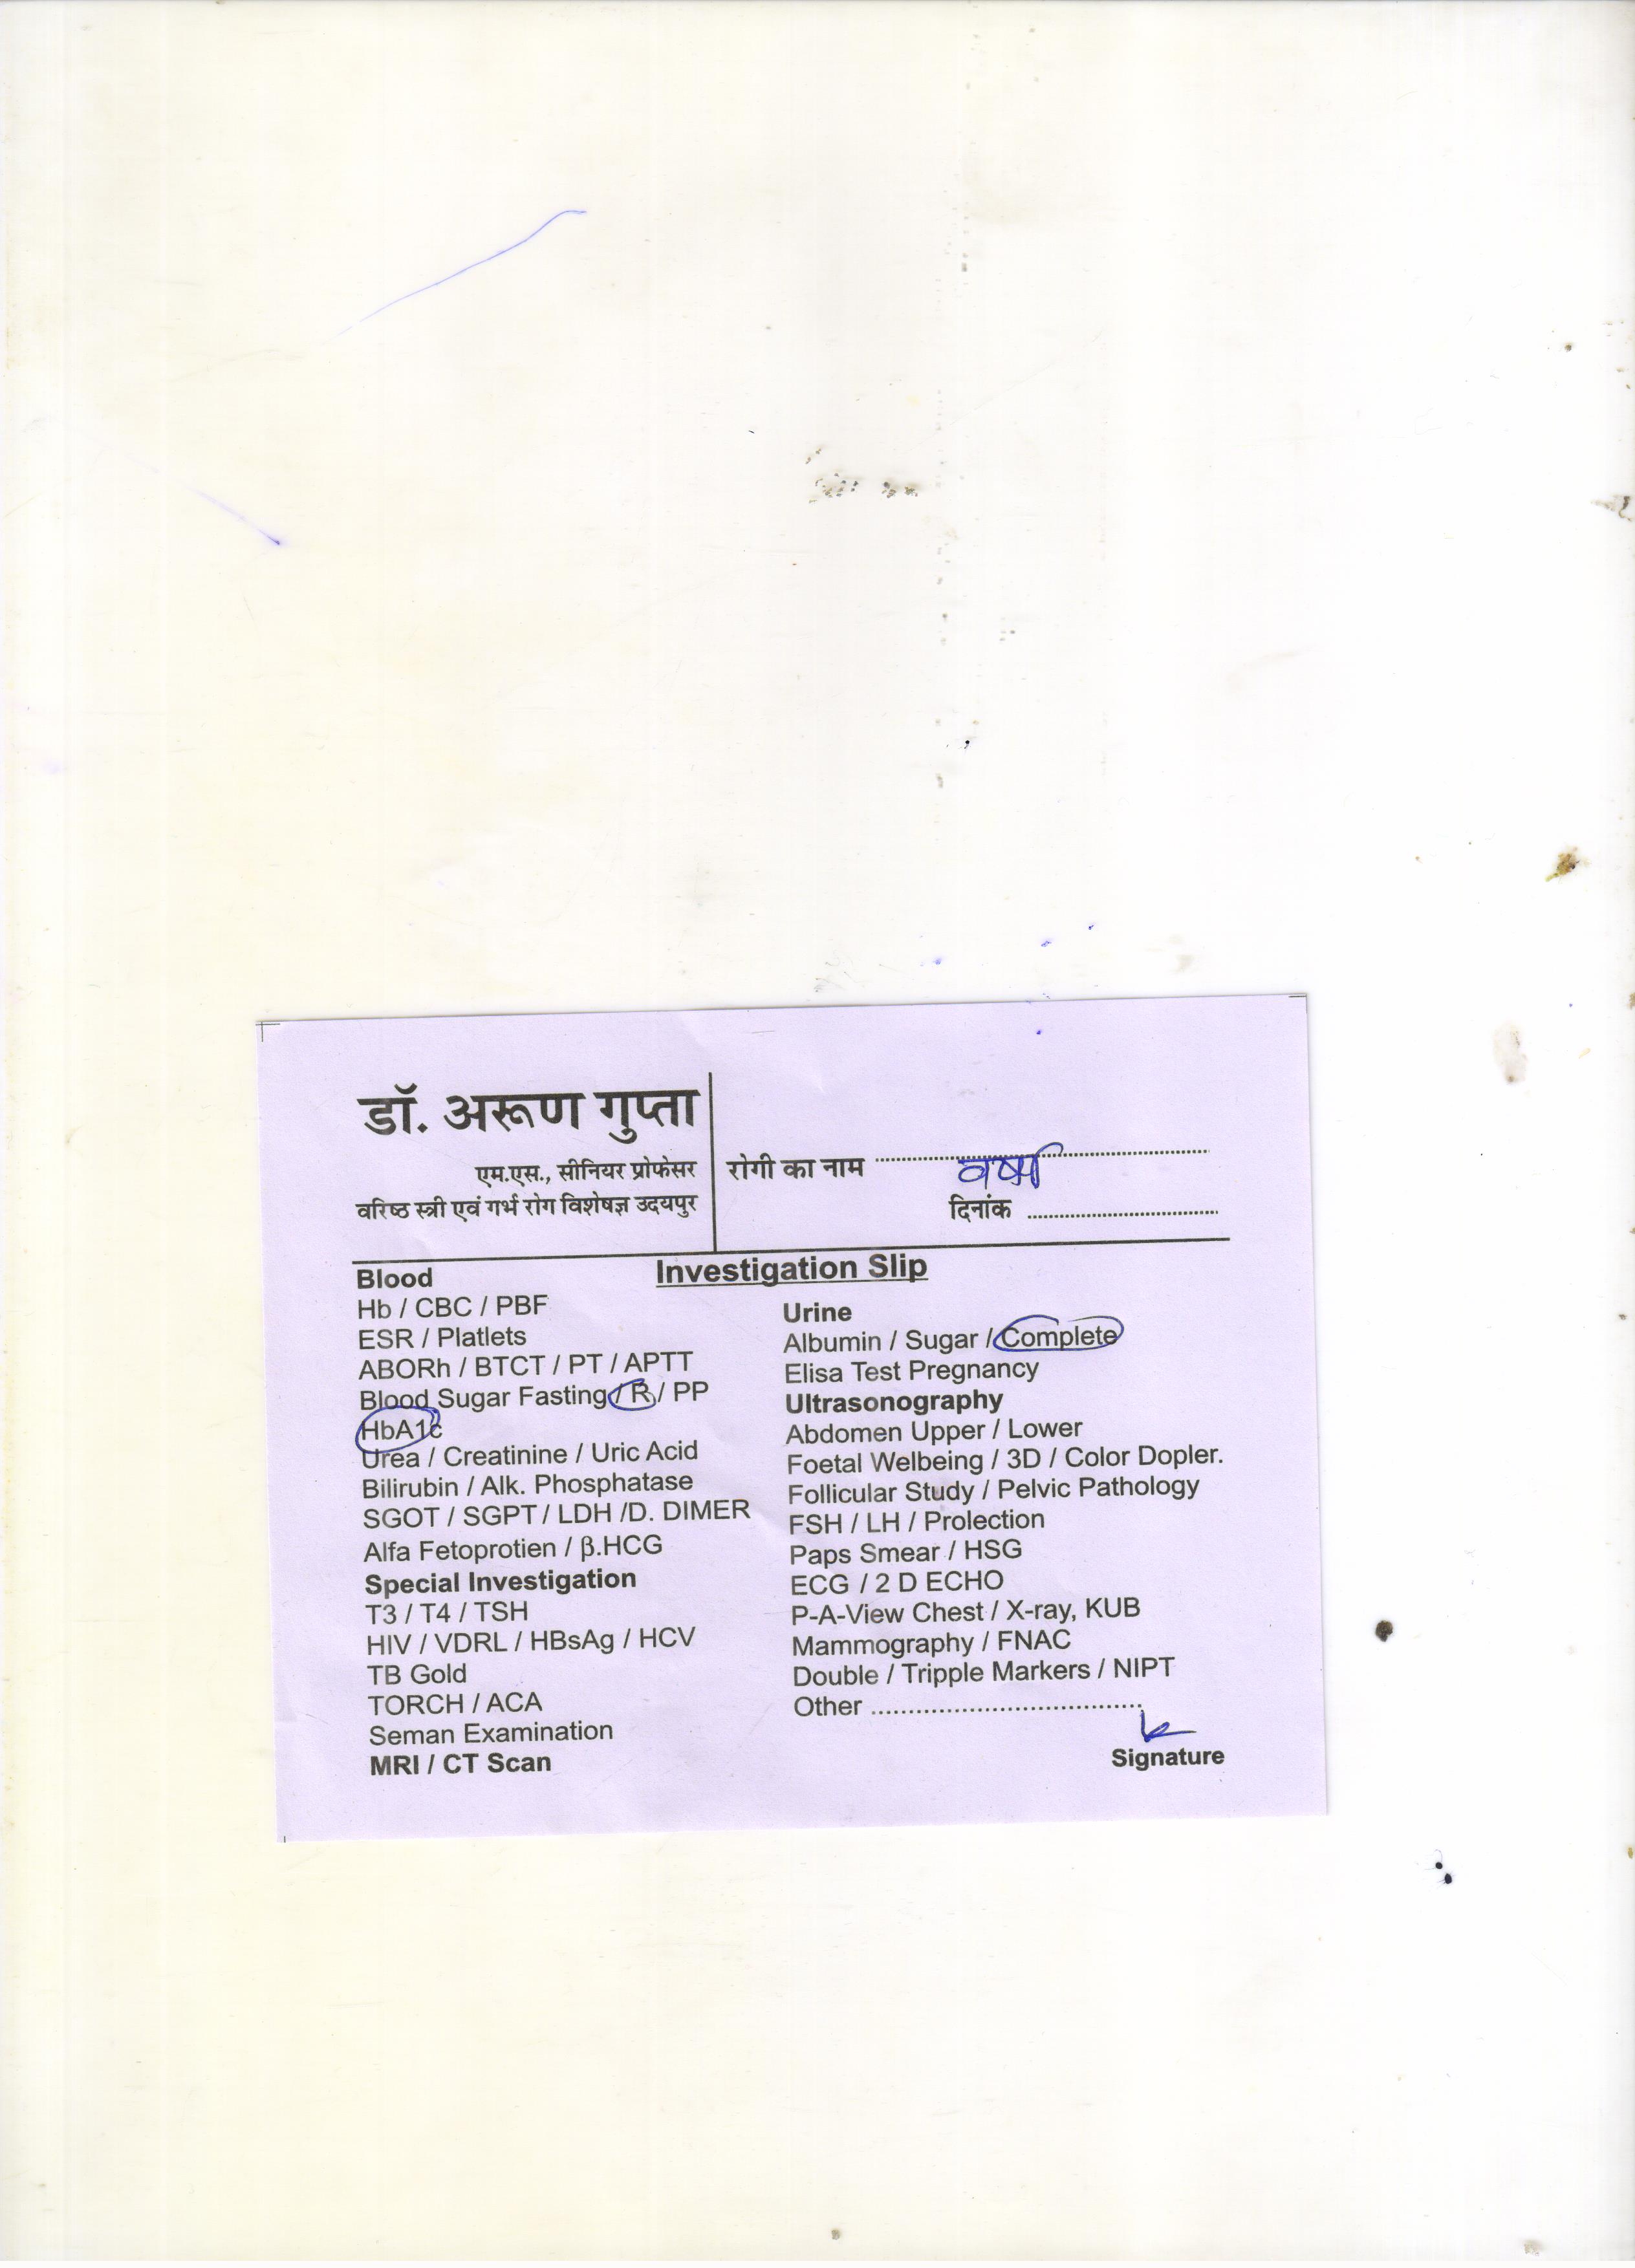 डॉ. अरूण गुप्ता
एम.एस., सीनियर प्रोफेसर
वरिष्ठ स्त्री एवं गर्भ रोग विशेषज्ञ उदयपुर
रोगी का नाम ........ वर्षा
दिनांक ........
Investigation Slip
Blood
Hb / CBC / PBF
ESR / Platlets
ABORh / BTCT / PT / APTT
Blood Sugar Fasting / R / PP
HbA1c
Urea / Creatinine / Uric Acid
Bilirubin / Alk. Phosphatase
SGOT / SGPT / LDH /D. DIMER
Alfa Fetoprotien / β.HCG
Special Investigation
T3 / T4 / TSH
HIV / VDRL / HBsAg / HCV
TB Gold
TORCH / ACA
Seman Examination
MRI / CT Scan
Urine
Albumin / Sugar / Complete
Elisa Test Pregnancy
Ultrasonography
Abdomen Upper / Lower
Foetal Welbeing / 3D / Color Dopler.
Follicular Study / Pelvic Pathology
FSH / LH / Prolection
Paps Smear / HSG
ECG / 2 D ECHO
P-A-View Chest / X-ray, KUB
Mammography / FNAC
Double / Tripple Markers / NIPT
Other ........
Signature